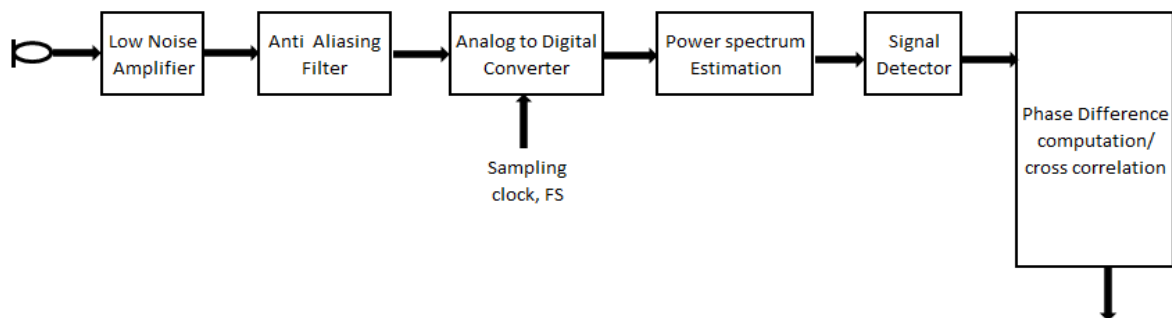 Low Noise
Amplifier
Anti Aliasing
Filter
Analog to Digital
Converter
Power spectrum
Estimation
Signal
Detector
Phase Difference
computation/
cross correlation
Sampling
clock, FS